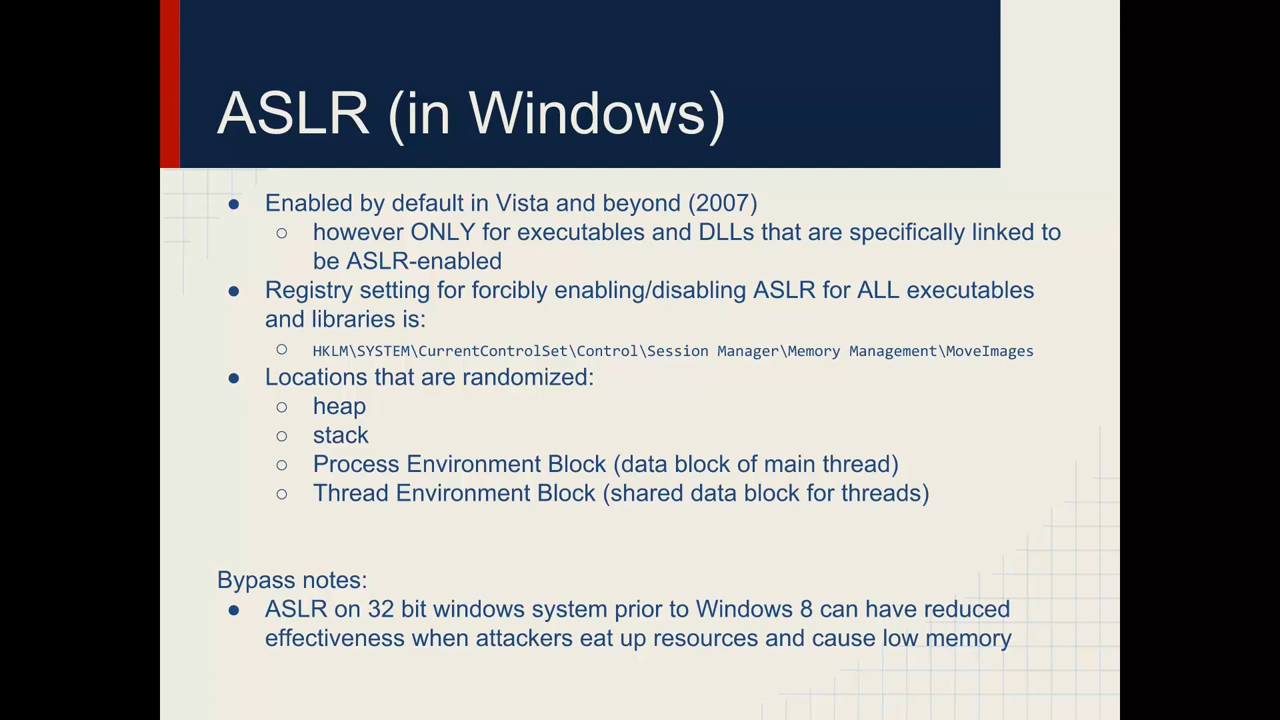 ASLR (in Windows)
● Enabled by default in Vista and beyond (2007)
○ however ONLY for executables and DLLs that are specifically linked to
be ASLR-enabled
● Registry setting for forcibly enabling/disabling ASLR for ALL executables
and libraries is:
○ HKLM\SYSTEM\CurrentControlSet\Control\Session Manager\Memory Management\MoveImages
● Locations that are randomized:
○ heap
○ stack
○ Process Environment Block (data block of main thread)
○ Thread Environment Block (shared data block for threads)
Bypass notes:
● ASLR on 32 bit windows system prior to Windows 8 can have reduced
effectiveness when attackers eat up resources and cause low memory